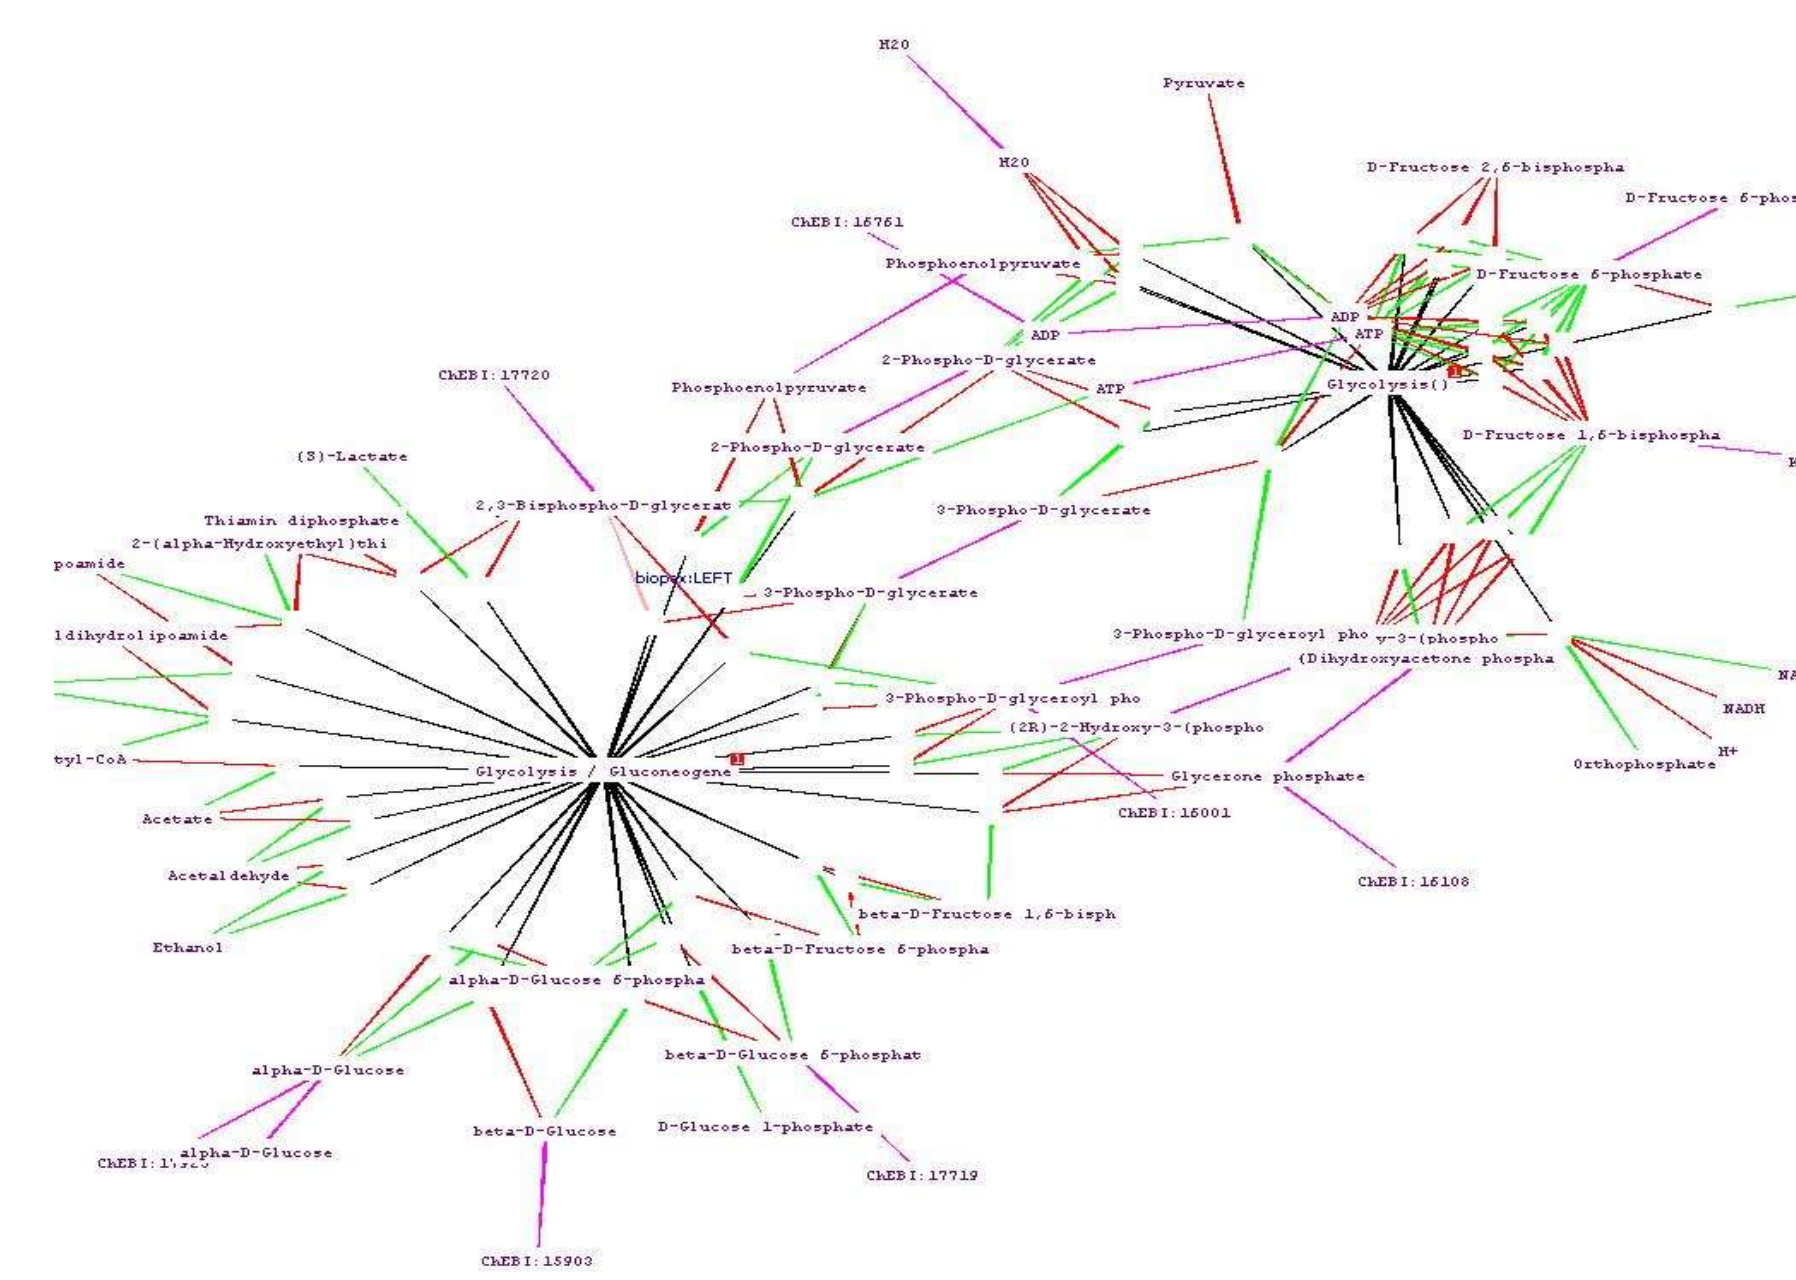 H20
Pyruvate
H20
D-Fructose 2,6-bisphospha
D-Fructose 6-phos
ChEBI:16761
Phosphoenolpyruvate
D-Fructose 6-phosphate
ADP
ADP
ATP
2-Phospho-D-glycerate
ChEBI:17720
Phosphoenolpyruvate
ATP
Glycolysis()
1
D-Fructose 1,6-bisphospha
2-Phospho-D-glycerate
(S)-Lactate
2,3-Bisphospho-D-glycerat
3-Phospho-D-glycerate
Thiamin diphosphate
2-(alpha-Hydroxyethyl)thi
poamide
biopax:LEFT
3-Phospho-D-glycerate
ldihydrolipoamide
3-Phospho-D-glyceroyl pho
y-3-(phospho
(Dihydroxyacetone phospha
NA
3-Phospho-D-glyceroyl pho
NADH
(2R)-2-Hydroxy-3-(phospho
H+
tyl-CoA
Orthophosphate
1
Glycolysis / Gluconeogene
Glycerone phosphate
ChEBI:16001
Acetate
Acetaldehyde
ChEBI:16108
beta-D-Fructose 1,6-bisph
Ethanol
beta-D-Fructose 6-phospha
alpha-D-Glucose 6-phospha
beta-D-Glucose 6-phosphat
alpha-D-Glucose
beta-D-Glucose
D-Glucose 1-phosphate
alpha-D-Glucose
ChEBI:17719
ChEBI:15903